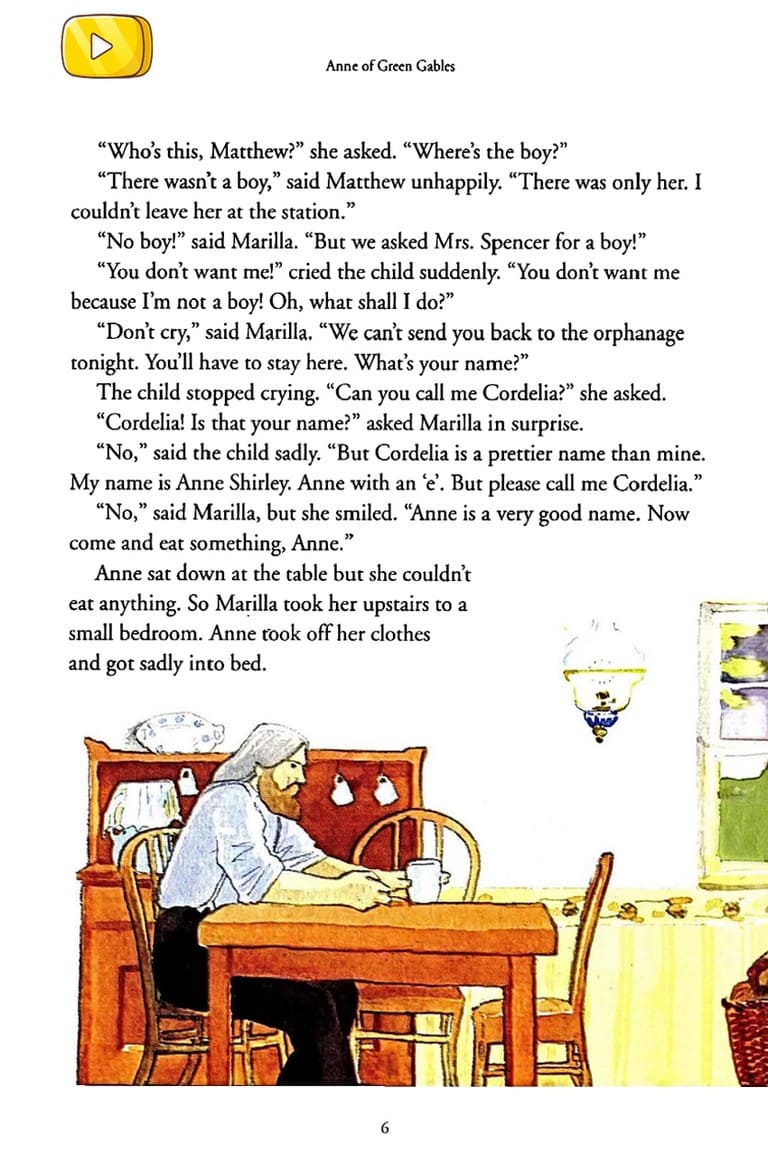 Anne of Green Gables
“Who’s this, Matthew?” she asked. “Where’s the boy?”
“There wasn’t a boy,” said Matthew unhappily. “There was only her. I
couldn’t leave her at the station.”
“No boy!” said Marilla. “But we asked Mrs. Spencer for a boy!”
“You don’t want me!” cried the child suddenly. “You don’t want me
because I’m not a boy! Oh, what shall I do?”
“Don’t cry,” said Marilla. “We can’t send you back to the orphanage
tonight. You’ll have to stay here. What’s your name?”
The child stopped crying. “Can you call me Cordelia?” she asked.
“Cordelia! Is that your name?” asked Marilla in surprise.
“No,” said the child sadly. “But Cordelia is a prettier name than mine.
My name is Anne Shirley. Anne with an ‘e’. But please call me Cordelia.”
“No,” said Marilla, but she smiled. “Anne is a very good name. Now
come and eat something, Anne.”
Anne sat down at the table but she couldn’t
eat anything. So Marilla took her upstairs to a
small bedroom. Anne took off her clothes
and got sadly into bed.
6